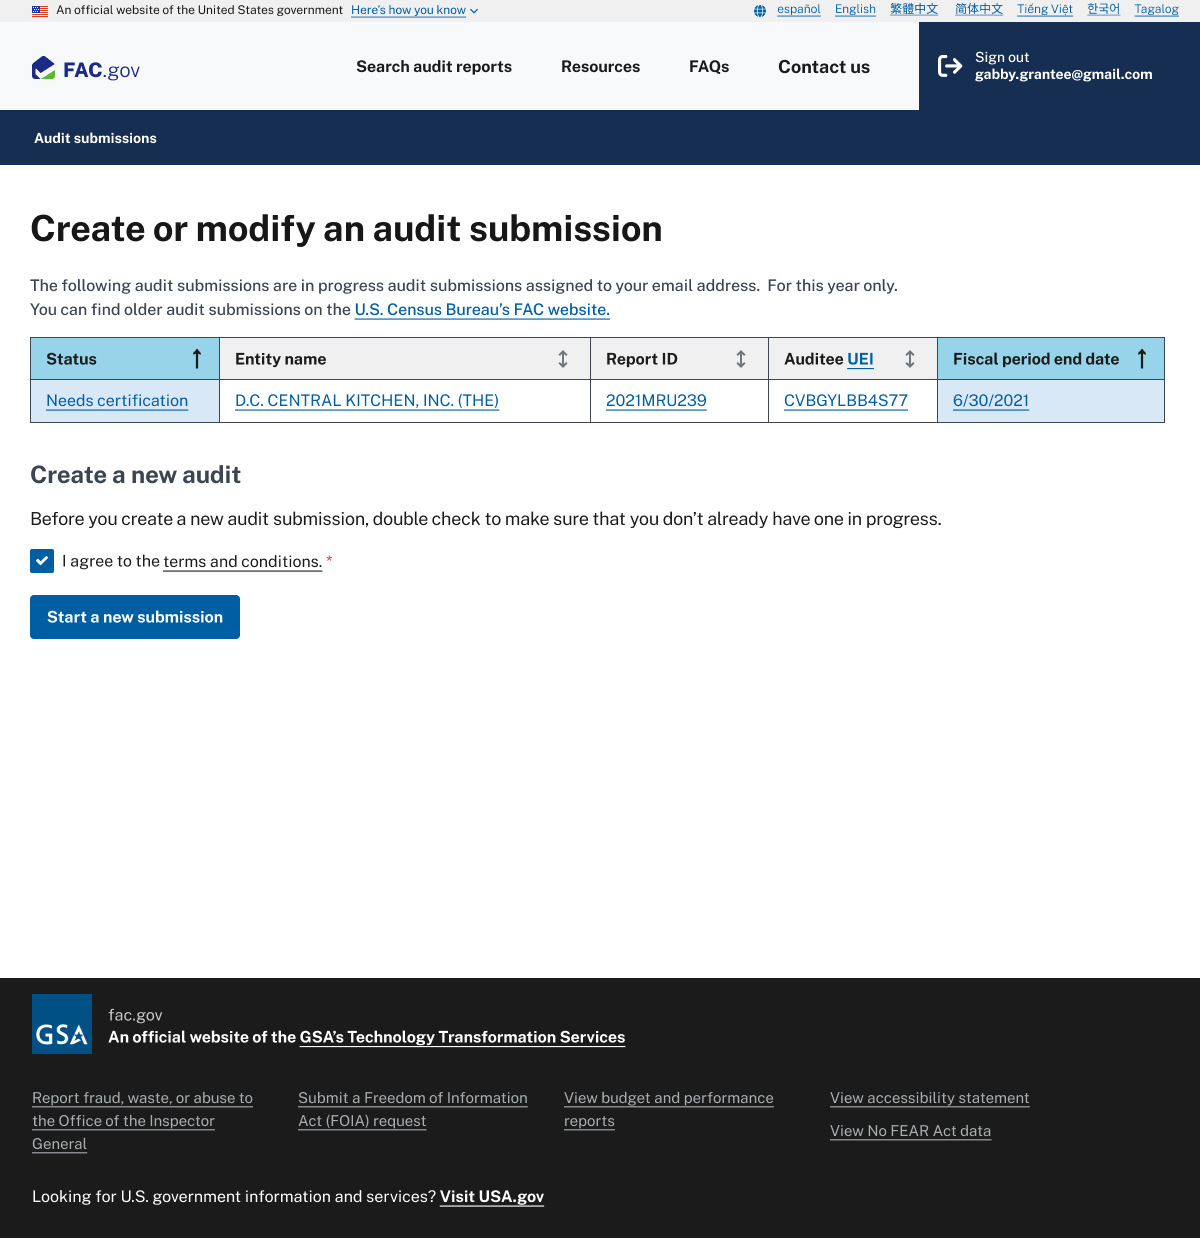 An official website of the United States government Here's how you know
español English 繁體中文 简体中文 Tiếng Việt 한국어 Tagalog
FAC.gov
Search audit reports Resources FAQs Contact us
Sign out
gabby.grantee@gmail.com
Audit submissions
Create or modify an audit submission
The following audit submissions are in progress audit submissions assigned to your email address. For this year only.
You can find older audit submissions on the U.S. Census Bureau's FAC website.
Status Entity name Report ID Auditee UEI Fiscal period end date
Needs certification D.C. CENTRAL KITCHEN, INC. (THE) 2021MRU239 CVBGYLBB4S77 6/30/2021
Create a new audit
Before you create a new audit submission, double check to make sure that you don't already have one in progress.
I agree to the terms and conditions. *
Start a new submission
GSA
fac.gov
An official website of the GSA's Technology Transformation Services
Report fraud, waste, or abuse to
the Office of the Inspector
General
Submit a Freedom of Information
Act (FOIA) request
View budget and performance
reports
View accessibility statement
View No FEAR Act data
Looking for U.S. government information and services? Visit USA.gov